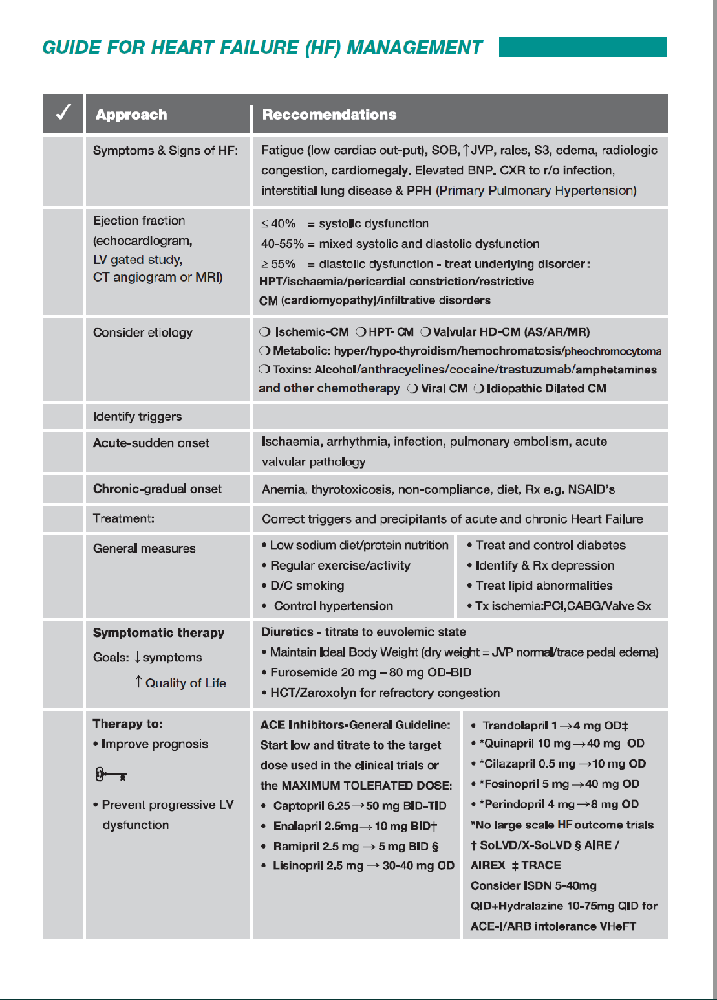 GUIDE FOR HEART FAILURE (HF) MANAGEMENT
✓ Approach Reccomendations
Symptoms & Signs of HF:
Fatigue (low cardiac out-put), SOB,↑JVP, rales, S3, edema, radiologic
congestion, cardiomegaly. Elevated BNP. CXR to r/o infection,
interstitial lung disease & PPH (Primary Pulmonary Hypertension)
Ejection fraction
(echocardiogram,
LV gated study,
CT angiogram or MRI)
≤ 40% = systolic dysfunction
40-55% = mixed systolic and diastolic dysfunction
≥ 55% = diastolic dysfunction - treat underlying disorder:
HPT/ischaemia/pericardial constriction/restrictive
CM (cardiomyopathy)/infiltrative disorders
Consider etiology
❍ Ischemic-CM ❍ HPT- CM ❍ Valvular HD-CM (AS/AR/MR)
❍ Metabolic: hyper/hypo-thyroidism/hemochromatosis/pheochromocytoma
❍ Toxins: Alcohol/anthracyclines/cocaine/trastuzumab/amphetamines
and other chemotherapy ❍ Viral CM ❍ Idiopathic Dilated CM
Identify triggers
Acute-sudden onset
Ischaemia, arrhythmia, infection, pulmonary embolism, acute
valvular pathology
Chronic-gradual onset
Anemia, thyrotoxicosis, non-compliance, diet, Rx e.g. NSAID's
Treatment:
Correct triggers and precipitants of acute and chronic Heart Failure
General measures
• Low sodium diet/protein nutrition
• Regular exercise/activity
• D/C smoking
• Control hypertension
• Treat and control diabetes
• Identify & Rx depression
• Treat lipid abnormalities
• Tx ischemia:PCI,CABG/Valve Sx
Symptomatic therapy
Goals: ↓symptoms
↑ Quality of Life
Diuretics - titrate to euvolemic state
• Maintain Ideal Body Weight (dry weight = JVP normal/trace pedal edema)
• Furosemide 20 mg – 80 mg OD-BID
• HCT/Zaroxolyn for refractory congestion
Therapy to:
• Improve prognosis
• Prevent progressive LV
dysfunction
ACE Inhibitors-General Guideline:
Start low and titrate to the target
dose used in the clinical trials or
the MAXIMUM TOLERATED DOSE:
• Captopril 6.25→50 mg BID-TID
• Enalapril 2.5mg→10 mg BID†
• Ramipril 2.5 mg → 5 mg BID §
• Lisinopril 2.5 mg → 30-40 mg OD
• Trandolapril 1→4 mg OD‡
• *Quinapril 10 mg→40 mg OD
• *Cilazapril 0.5 mg →10 mg OD
• *Fosinopril 5 mg→40 mg OD
• *Perindopril 4 mg→8 mg OD
*No large scale HF outcome trials
† SoLVD/X-SoLVD § AIRE /
AIREX ‡ TRACE
Consider ISDN 5-40mg
QID+Hydralazine 10-75mg QID for
ACE-I/ARB intolerance VHeFT